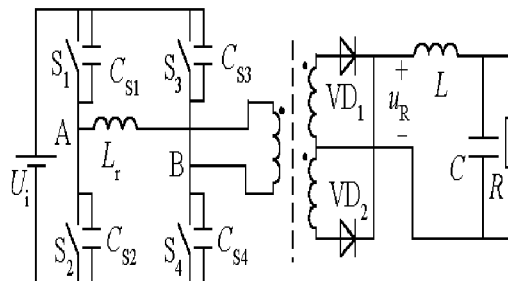 S1 CS1 S3 CS3
VD1 + uR - L
A Lr B
Ui C R
VD2
S2 CS2 S4 CS4